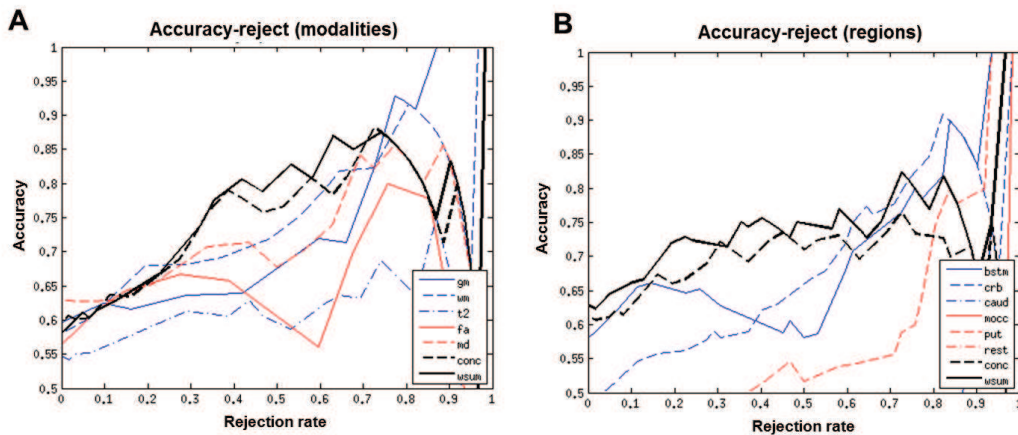 A
Accuracy-reject (modalities)
1
0.95
0.9
0.85
0.8
0.75
0.7
0.65
0.6
0.55
0.5
Accuracy
0 0.1 0.2 0.3 0.4 0.5 0.6 0.7 0.8 0.9 1
Rejection rate
gm
wm
t2
fa
md
conc
wsum
B
Accuracy-reject (regions)
1
0.95
0.9
0.85
0.8
0.75
0.7
0.65
0.6
0.55
0.5
Accuracy
0 0.1 0.2 0.3 0.4 0.5 0.6 0.7 0.8 0.9 1
Rejection rate
bstm
crb
caud
mocc
put
rest
conc
wsum